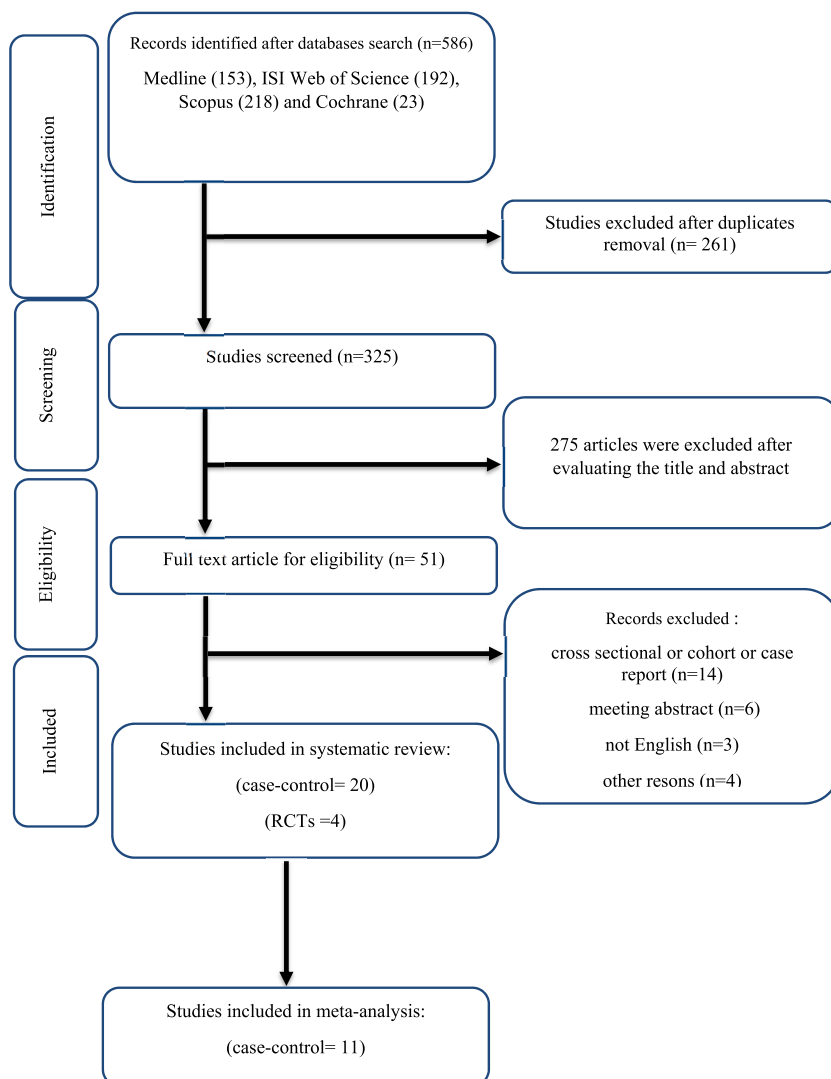 Identification
Records identified after databases search (n=586)
Medline (153), ISI Web of Science (192),
Scopus (218) and Cochrane (23)
Studies excluded after duplicates
removal (n= 261)
Screening
Studies screened (n=325)
275 articles were excluded after
evaluating the title and abstract
Eligibility
Full text article for eligibility (n= 51)
Records excluded :
cross sectional or cohort or case
report (n=14)
meeting abstract (n=6)
not English (n=3)
other resons (n=4)
Included
Studies included in systematic review:
(case-control= 20)
(RCTs =4)
Studies included in meta-analysis:
(case-control= 11)